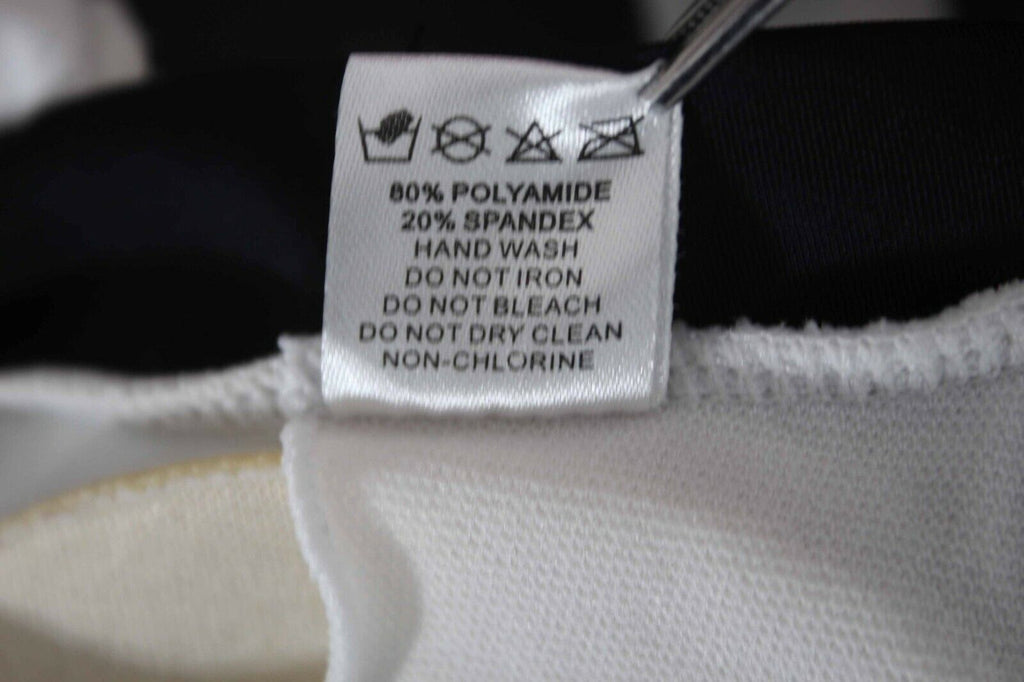 80% POLYAMIDE
20% SPANDEX
HAND WASH
DO NOT IRON
DO NOT BLEACH
DO NOT DRY CLEAN
NON-CHLORINE